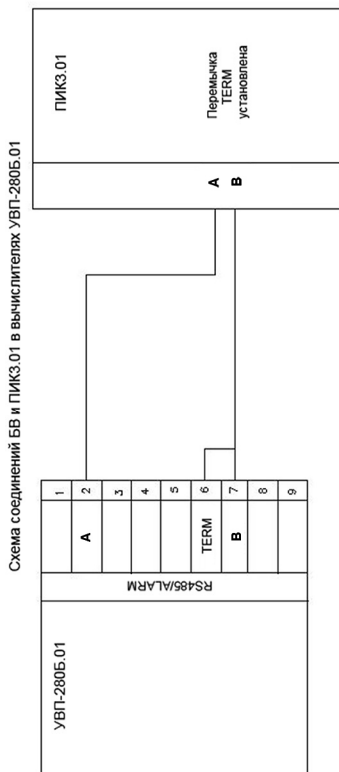 Схема соединений БВ и ПИК3.01 в вычислителях УВП-280Б.01
УВП-280Б.01
RS485/ALARM
1
A
2
3
4
5
TERM
6
B
7
8
9
ПИК3.01
A
B
Перемычка
TERM
установлена